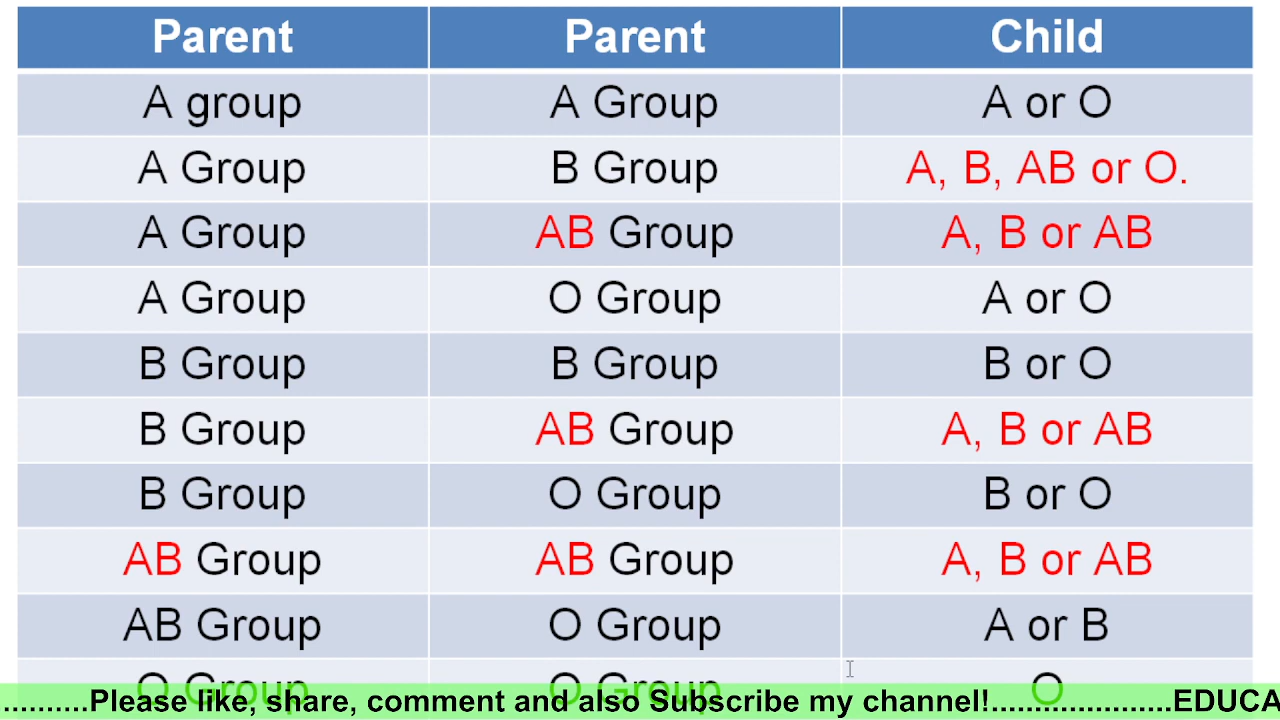 Parent Parent Child
A group A Group A or O
A Group B Group A, B, AB or O.
A Group AB Group A, B or AB
A Group O Group A or O
B Group B Group B or O
B Group AB Group A, B or AB
B Group O Group B or O
AB Group AB Group A, B or AB
AB Group O Group A or B
O Group O Group O
..........Please like, share, comment and also Subscribe my channel!.....................EDUCA